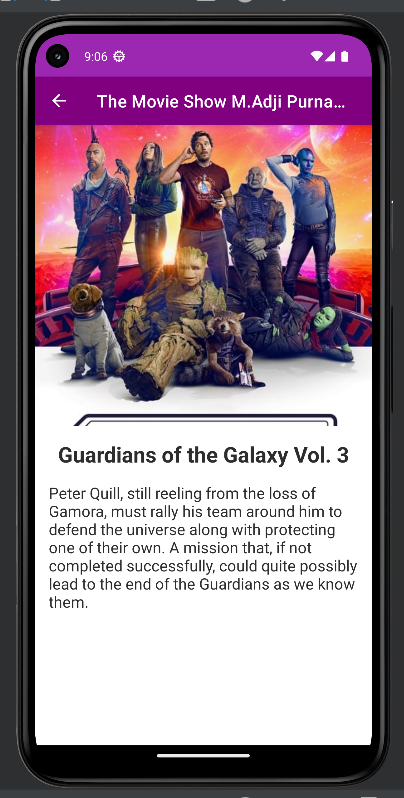 9:06
The Movie Show M.Adji Purna...
Guardians of the Galaxy Vol. 3
Peter Quill, still reeling from the loss of
Gamora, must rally his team around him to
defend the universe along with protecting
one of their own. A mission that, if not
completed successfully, could quite possibly
lead to the end of the Guardians as we know
them.